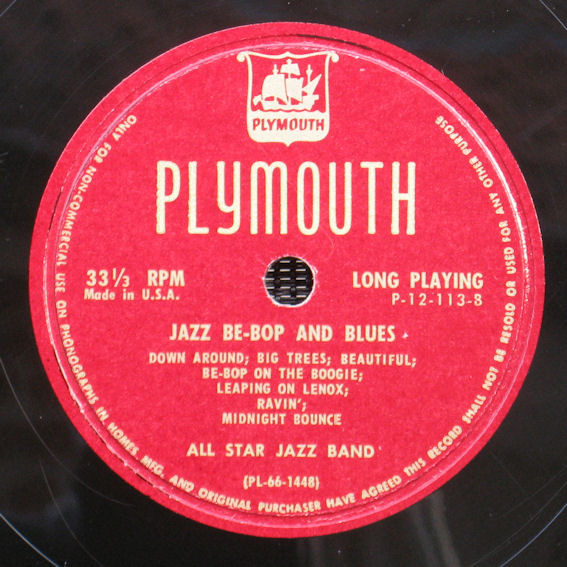 PLYMOUTH
PLYMOUTH
33⅓ RPM
Made in U.S.A.
LONG PLAYING
P-12-113-B
JAZZ BE-BOP AND BLUES
DOWN AROUND; BIG TREES; BEAUTIFUL;
BE-BOP ON THE BOOGIE;
LEAPING ON LENOX;
RAVIN';
MIDNIGHT BOUNCE
ALL STAR JAZZ BAND
(PL-66-1448)
ONLY FOR NON-COMMERCIAL USE ON PHONOGRAPHS IN HOMES. MFG. AND ORIGINAL PURCHASER HAVE AGREED THIS RECORD SHALL NOT BE RESOLD OR USED FOR ANY OTHER PURPOSE